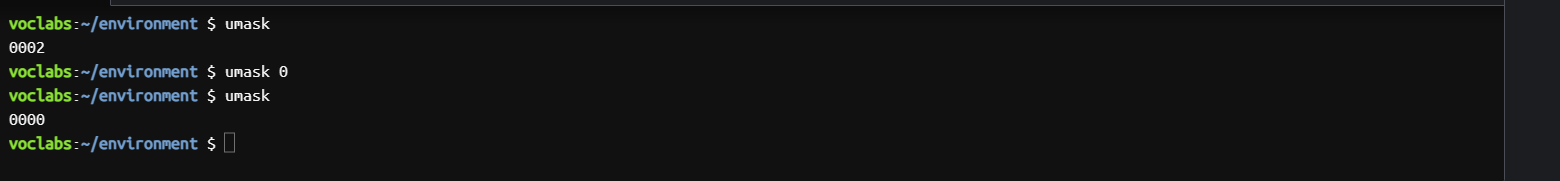 voclabs:~/environment $ umask
0002
voclabs:~/environment $ umask 0
voclabs:~/environment $ umask
0000
voclabs:~/environment $